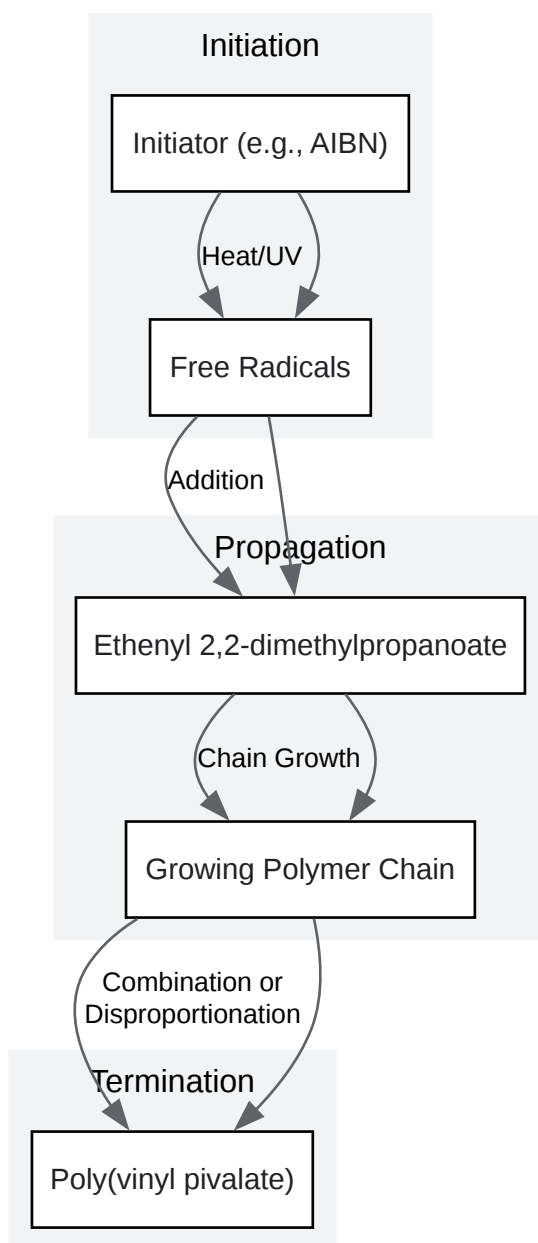 Initiation
Initiator (e.g., AIBN)
Heat/UV
Free Radicals
Addition
Propagation
Ethenyl 2,2-dimethylpropanoate
Chain Growth
Growing Polymer Chain
Combination or
Disproportionation
Termination
Poly(vinyl pivalate)